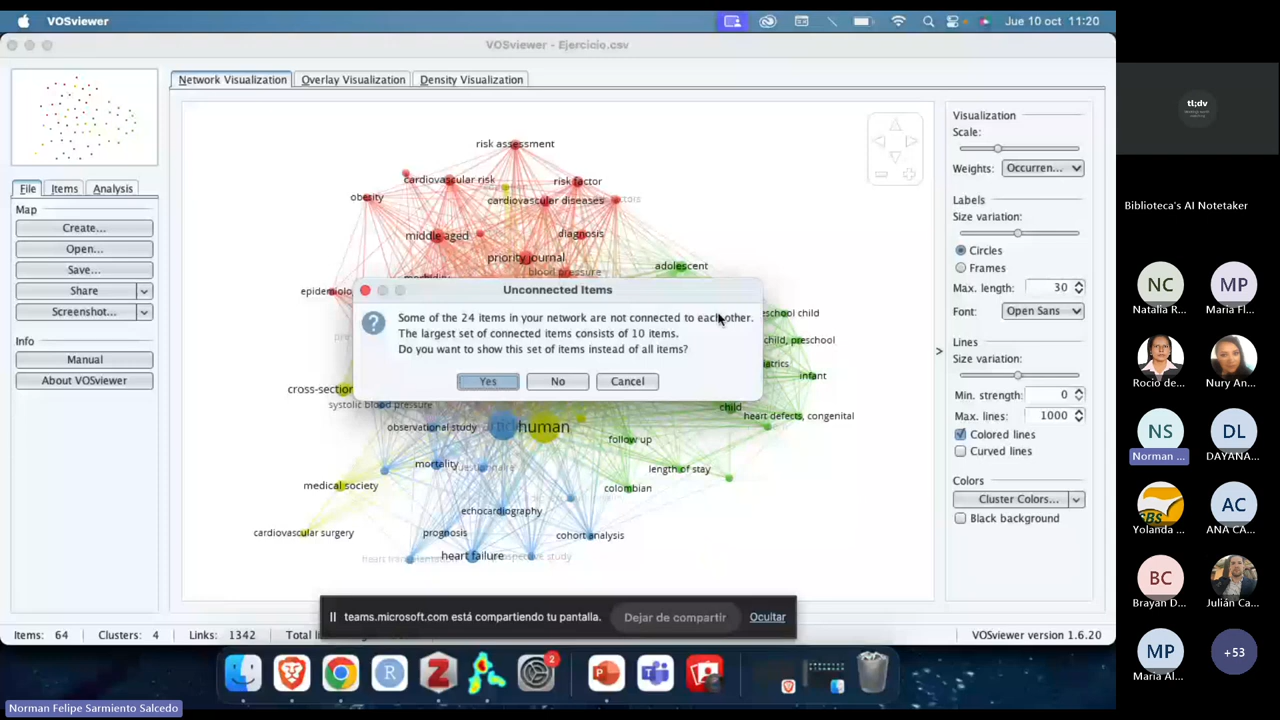 VOSviewer
Jue 10 oct 11:20
VOSviewer - Ejercicio.csv
Network Visualization
Overlay Visualization
Density Visualization
File
Items
Analysis
Map
Create...
Open...
Save...
Share
Screenshot...
Info
Manual
About VOSviewer
risk assessment
cardiovascular risk
risk factor
obesity
cardiovascular diseases
middle aged
diagnosis
priority journal
blood pressure
adolescent
Unconnected Items
Some of the 24 items in your network are not connected to each other.
The largest set of connected items consists of 10 items.
Do you want to show this set of items instead of all items?
Yes
No
Cancel
child, preschool
infant
child
cross-section
systolic blood pressure
heart defects, congenital
observational study
human
follow up
mortality
length of stay
medical society
colombian
echocardiography
cardiovascular surgery
prognosis
cohort analysis
heart failure
Visualization
Scale:
Weights:
Occurren...
Labels
Size variation:
Circles
Frames
Max. length:
30
Font:
Open Sans
Lines
Size variation:
Min. strength:
0
Max. lines:
1000
Colored lines
Curved lines
Colors
Cluster Colors...
Black background
>
teams.microsoft.com está compartiendo tu pantalla.
Dejar de compartir
Ocultar
Items: 64
Clusters: 4
Links: 1342
VOSviewer version 1.6.20
2
Norman Felipe Sarmiento Salcedo
tl;dv
Biblioteca's AI Notetaker
NC
MP
Natalia R...
Maria Fl...
Rocio de...
Nury An...
NS
DL
Norman ...
DAYANA...
SBS
AC
Yolanda ...
ANA CA...
BC
Brayan D...
Julián Ca...
MP
+53
Maria Al...